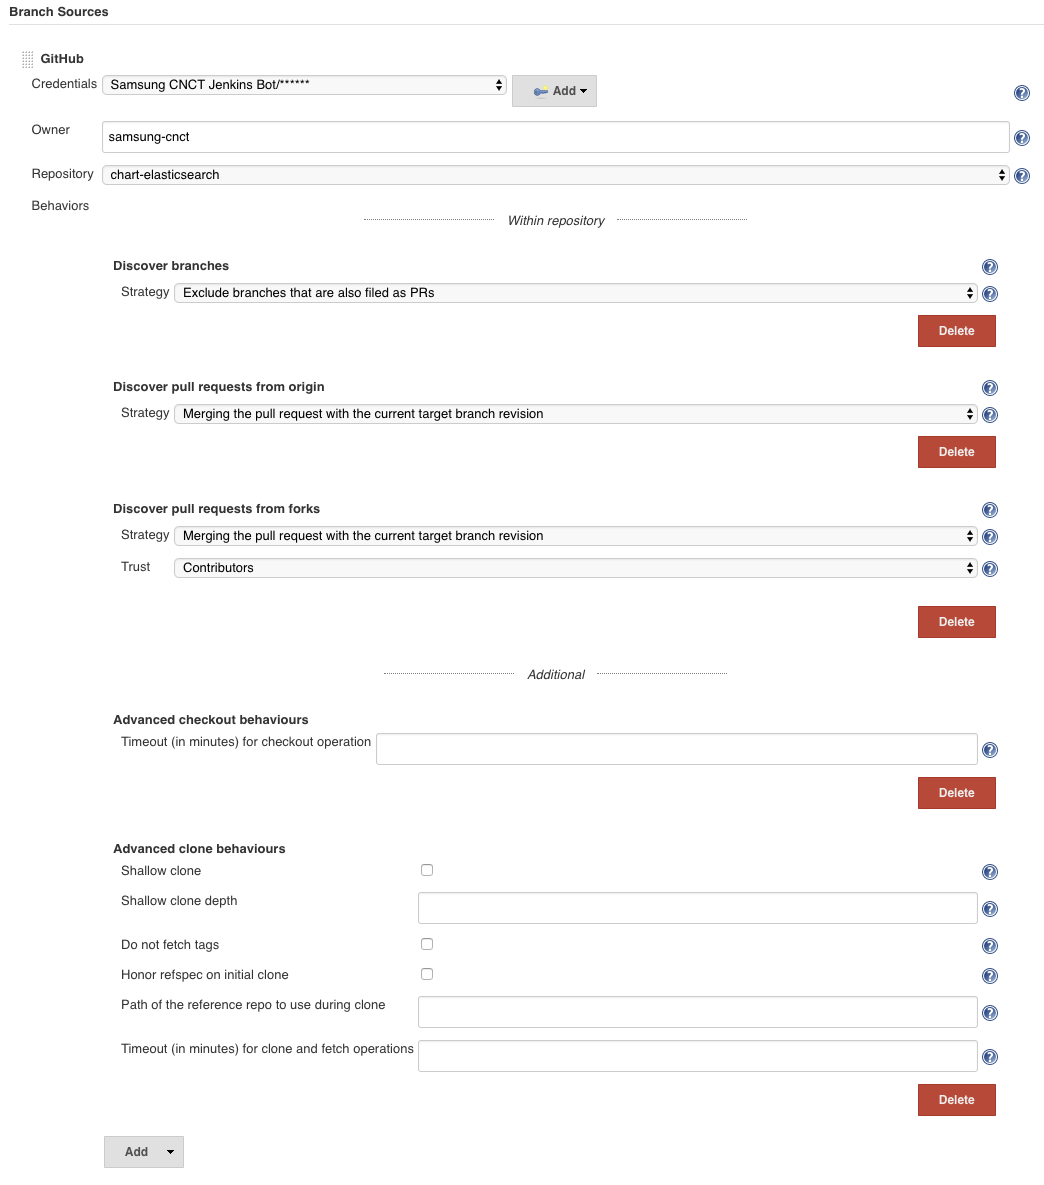 Branch Sources
GitHub
Credentials Samsung CNCT Jenkins Bot/****** Add
Owner samsung-cnct
Repository chart-elasticsearch
Behaviors
Within repository
Discover branches
Strategy Exclude branches that are also filed as PRs
Delete
Discover pull requests from origin
Strategy Merging the pull request with the current target branch revision
Delete
Discover pull requests from forks
Strategy Merging the pull request with the current target branch revision
Trust Contributors
Delete
Additional
Advanced checkout behaviours
Timeout (in minutes) for checkout operation
Delete
Advanced clone behaviours
Shallow clone
Shallow clone depth
Do not fetch tags
Honor refspec on initial clone
Path of the reference repo to use during clone
Timeout (in minutes) for clone and fetch operations
Delete
Add